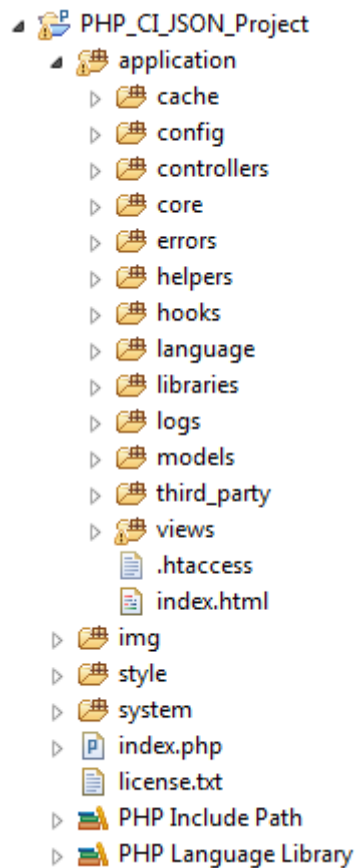 PHP_CI_JSON_Project
application
cache
config
controllers
core
errors
helpers
hooks
language
libraries
logs
models
third_party
views
.htaccess
index.html
img
style
system
index.php
license.txt
PHP Include Path
PHP Language Library